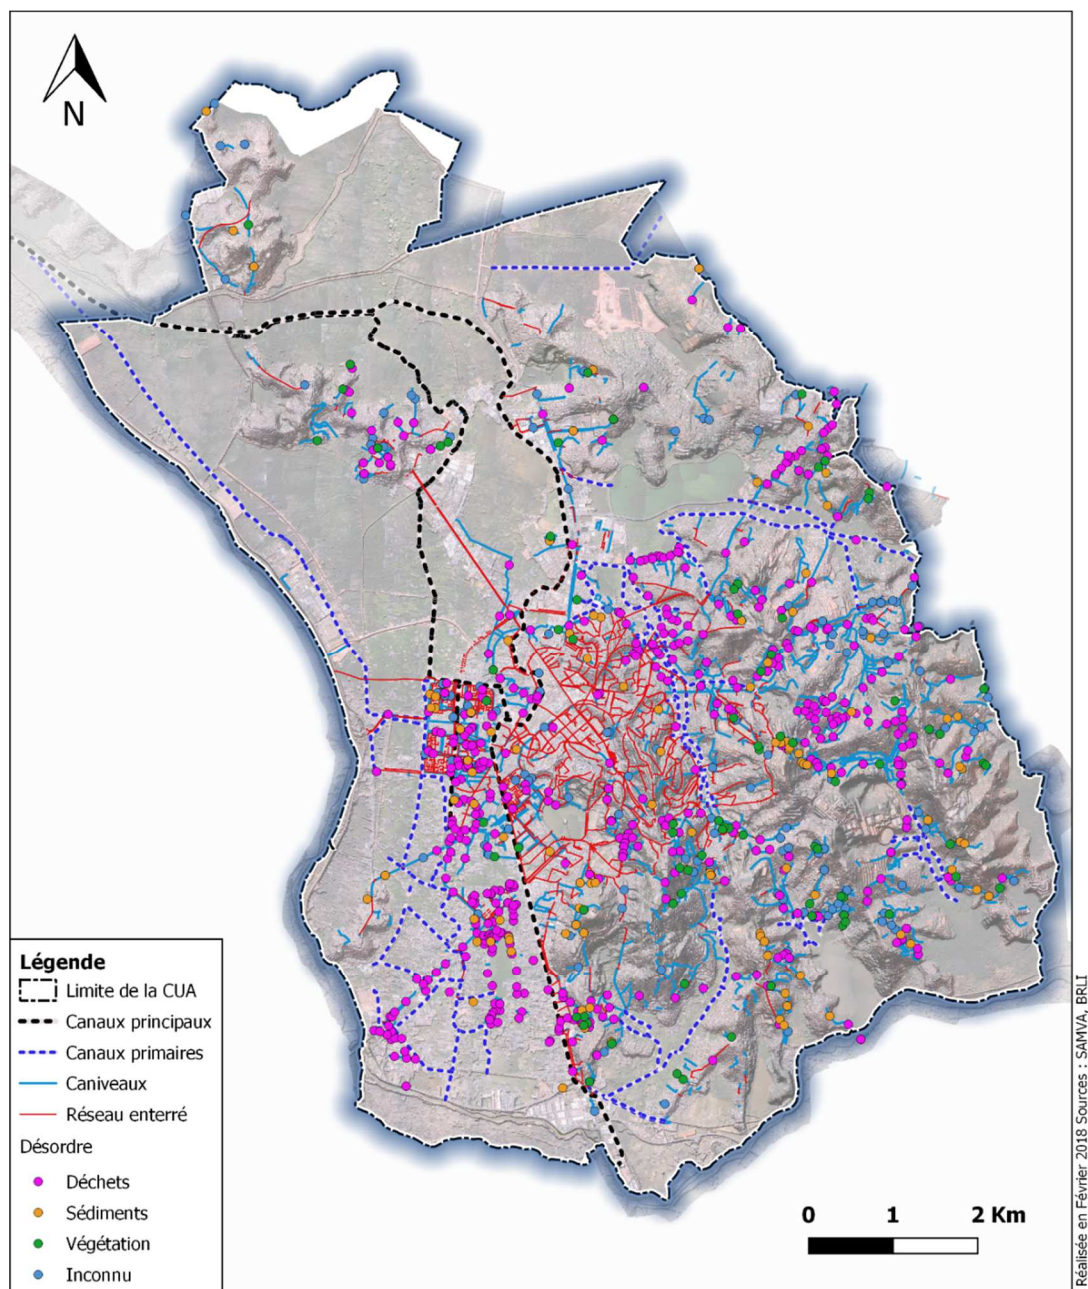 N
Légende
Limite de la CUA
Canaux principaux
Canaux primaires
Caniveaux
Réseau enterré
Désordre
Déchets
Sédiments
Végétation
Inconnu
0 1 2 Km
Réalisée en Février 2018 Sources : SAMVA, BRLI